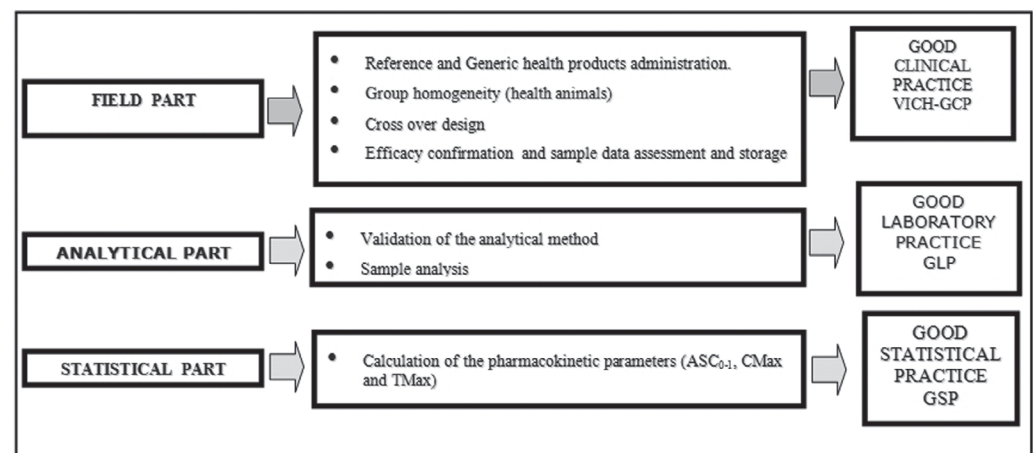 FIELD PART
• Reference and Generic health products administration.
• Group homogeneity (health animals)
• Cross over design
• Efficacy confirmation and sample data assessment and storage
GOOD
CLINICAL
PRACTICE
VICH-GCP
ANALYTICAL PART
• Validation of the analytical method
• Sample analysis
GOOD
LABORATORY
PRACTICE
GLP
STATISTICAL PART
• Calculation of the pharmacokinetic parameters (ASC0-1, CMax
and TMax)
GOOD
STATISTICAL
PRACTICE
GSP